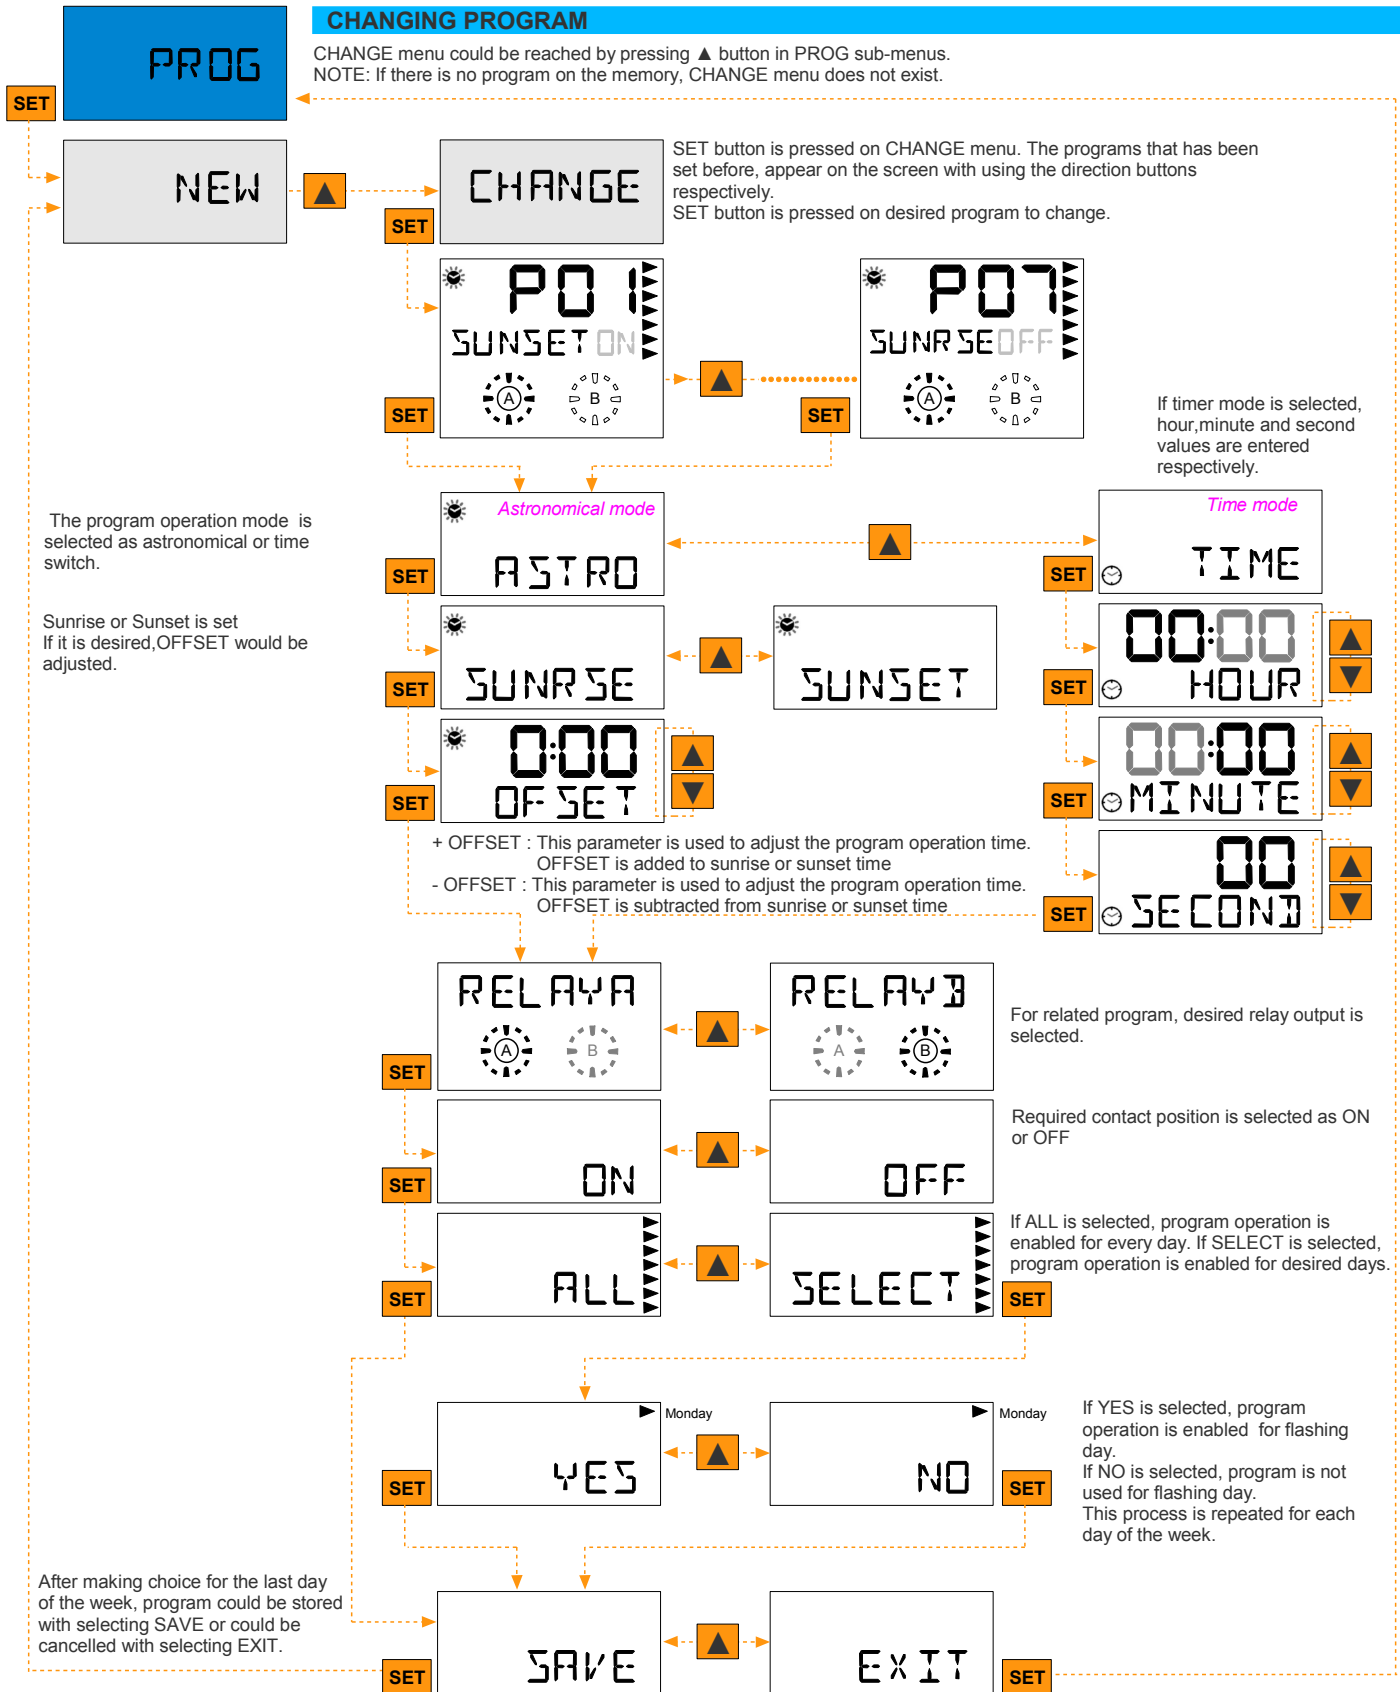 CHANGING PROGRAM
PROG
CHANGE menu could be reached by pressing ▲ button in PROG sub-menus.
NOTE: If there is no program on the memory, CHANGE menu does not exist.
SET
NEW
CHANGE
SET button is pressed on CHANGE menu. The programs that has been
set before, appear on the screen with using the direction buttons
respectively.
SET button is pressed on desired program to change.
SET
P01
SUNSET ON
A B
P07
SUNRSE OFF
A B
SET
SET
If timer mode is selected,
hour,minute and second
values are entered
respectively.
The program operation mode is
selected as astronomical or time
switch.
Astronomical mode
ASTRO
SET
Time mode
TIME
SET
Sunrise or Sunset is set
If it is desired,OFFSET would be
adjusted.
SUNRSE
SET
SUNSET
00:00
HOUR
SET
0:00
OFSET
SET
00:00
MINUTE
SET
+ OFFSET : This parameter is used to adjust the program operation time.
OFFSET is added to sunrise or sunset time
- OFFSET : This parameter is used to adjust the program operation time.
OFFSET is subtracted from sunrise or sunset time
00
SECOND
SET
RELAYA
A B
SET
RELAYB
A B
For related program, desired relay output is
selected.
ON
SET
OFF
Required contact position is selected as ON
or OFF
ALL
SET
SELECT
SET
If ALL is selected, program operation is
enabled for every day. If SELECT is selected,
program operation is enabled for desired days.
Monday
YES
SET
Monday
NO
SET
If YES is selected, program
operation is enabled for flashing
day.
If NO is selected, program is not
used for flashing day.
This process is repeated for each
day of the week.
After making choice for the last day
of the week, program could be stored
with selecting SAVE or could be
cancelled with selecting EXIT.
SAVE
SET
EXIT
SET